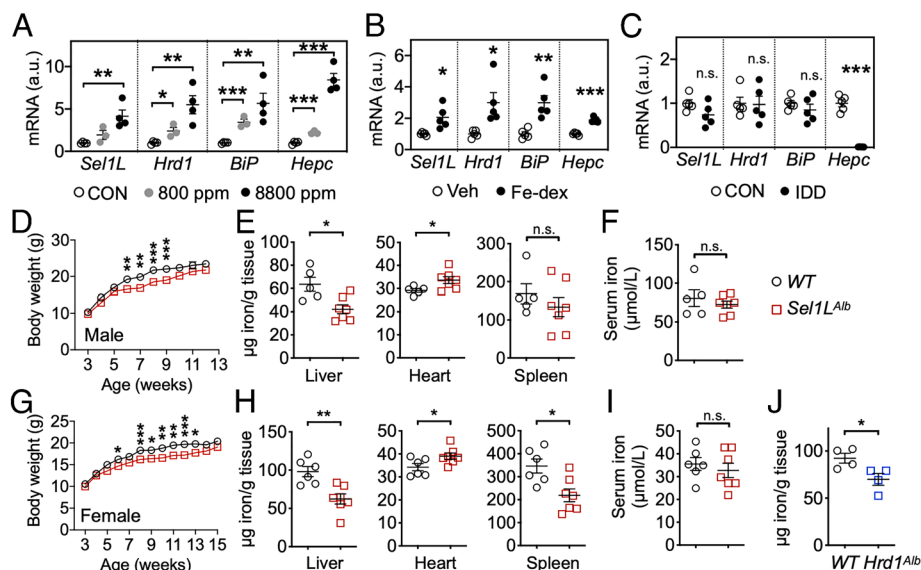 A
mRNA (a.u.)
10
5
0
**
*
**
***
**
***
***
Sel1L Hrd1 BiP Hepc
CON 800 ppm 8800 ppm
B
mRNA (a.u.)
6
4
2
0
*
*
**
***
Sel1L Hrd1 BiP Hepc
Veh Fe-dex
C
mRNA (a.u.)
2
1
0
n.s.
n.s.
n.s.
***
Sel1L Hrd1 BiP Hepc
CON IDD
D
Body weight (g)
30
20
10
0
**
**
****
***
Male
3 5 7 9 11 13
Age (weeks)
E
µg iron/g tissue
100
80
60
40
20
0
*
Liver
50
40
30
20
10
0
*
Heart
300
200
100
0
n.s.
Spleen
F
Serum iron
(µmol/L)
150
100
50
0
n.s.
WT
Sel1L^Alb
G
Body weight (g)
25
20
15
10
5
0
*
***
*
**
***
****
*
Female
3 5 7 9 11 13 15
Age (weeks)
H
µg iron/g tissue
150
100
50
0
**
Liver
50
40
30
20
10
0
*
Heart
500
400
300
200
100
0
*
Spleen
I
Serum iron
(µmol/L)
60
40
20
0
n.s.
J
µg iron/g tissue
100
50
0
*
WT Hrd1^Alb